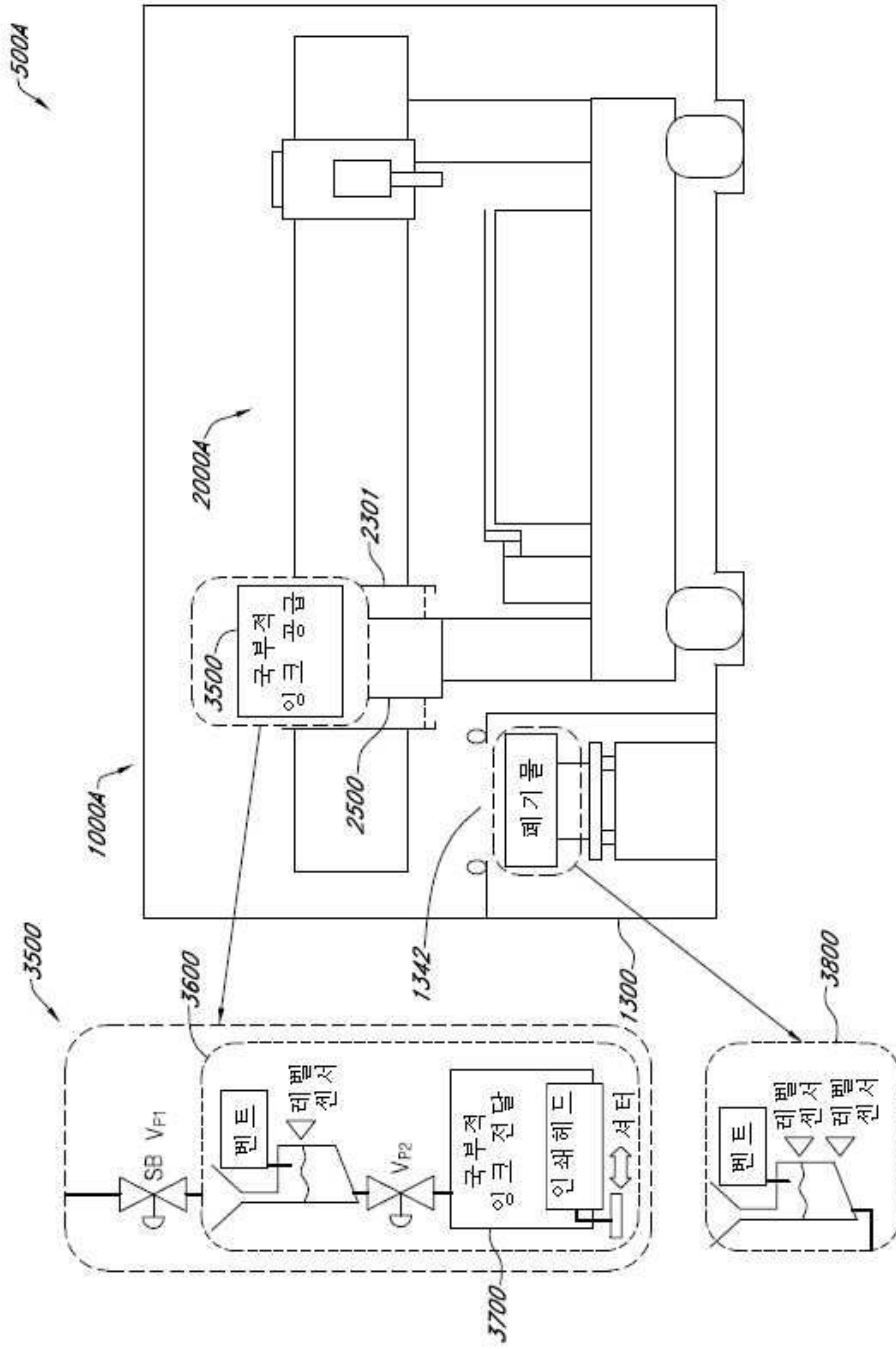 500A
1000A
2000A
3500
국부적
잉크 공급
2301
2500
1342
폐기물
1300
3500
SB V_P1
3600
벤트
레벨
센서
V_P2
국부적
잉크 전달
인쇄헤드
셔터
3700
3800
벤트
레벨
센서
레벨
센서